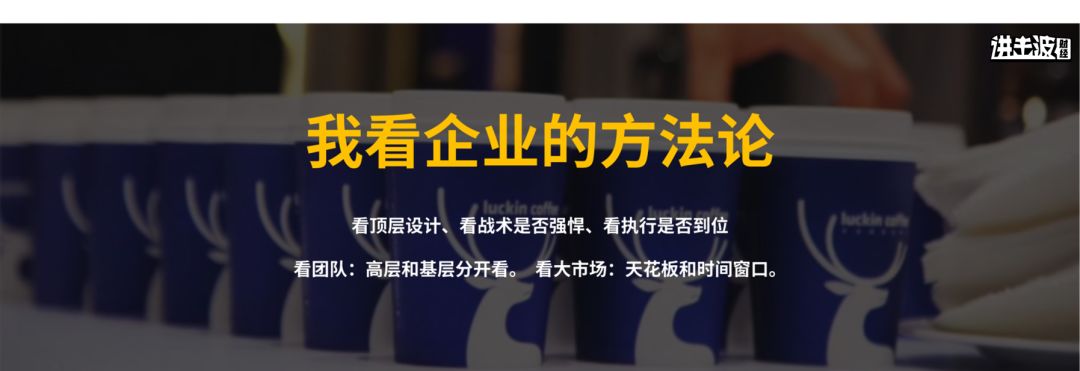 进击波 财经
我看企业的方法论
luckin coffee
luckin coffee
看顶层设计、看战术是否强悍、看执行是否到位
看团队：高层和基层分开看。 看大市场：天花板和时间窗口。